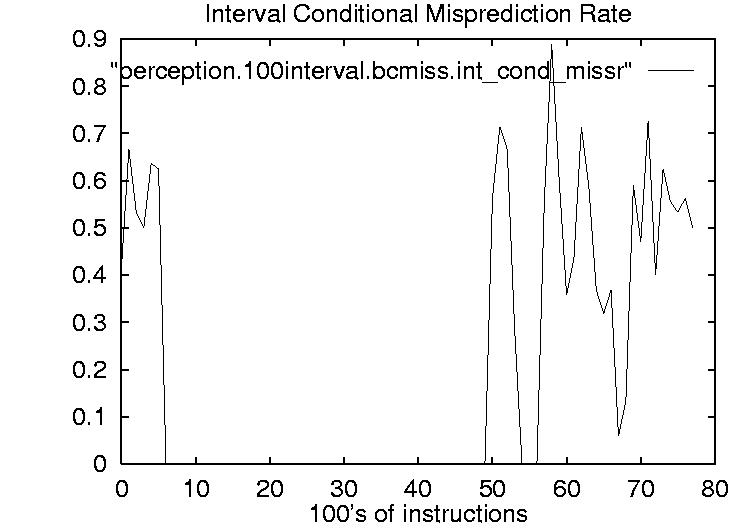 Interval Conditional Misprediction Rate
0.9
"perception.100interval.bcmiss.int_cond_missr"
0.8
0.7
0.6
0.5
0.4
0.3
0.2
0.1
0
0 10 20 30 40 50 60 70 80
100's of instructions